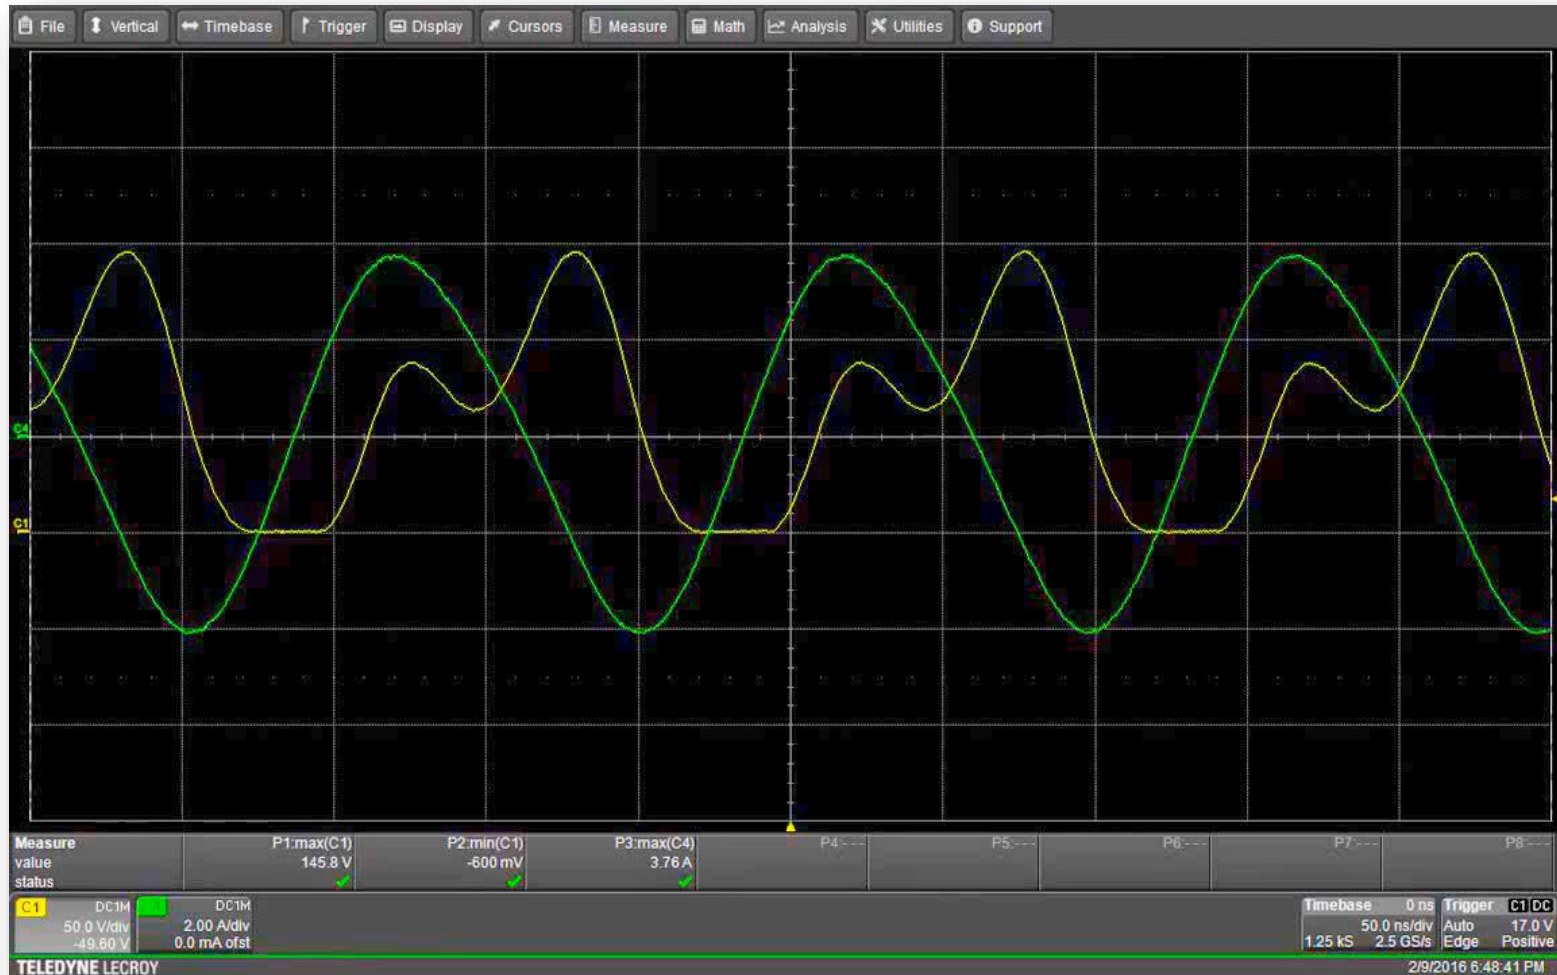 File Vertical Timebase Trigger Display Cursors Measure Math Analysis Utilities Support
C4
C1
Measure P1:max(C1) P2:min(C1) P3:max(C4) P4:--- P5:--- P6:--- P7:--- P8:---
value 145.8 V -600 mV 3.76 A
status
C1 DC1M DC1M Timebase 0 ns Trigger C1 DC
50.0 V/div 2.00 A/div 50.0 ns/div Auto 17.0 V
-49.60 V 0.0 mA ofst 1.25 kS 2.5 GS/s Edge Positive
TELEDYNE LECROY 2/9/2016 6:48:41 PM